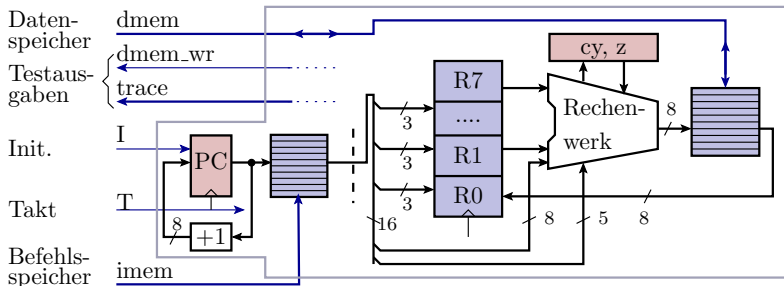 Daten-
speicher
dmem
Testaus-
gaben
dmem_wr
trace
Init.
I
PC
Takt
T
8
+1
Befehls-
speicher
imem
16
3
3
3
R7
....
R1
R0
cy, z
Rechen-
werk
8
8
5
8